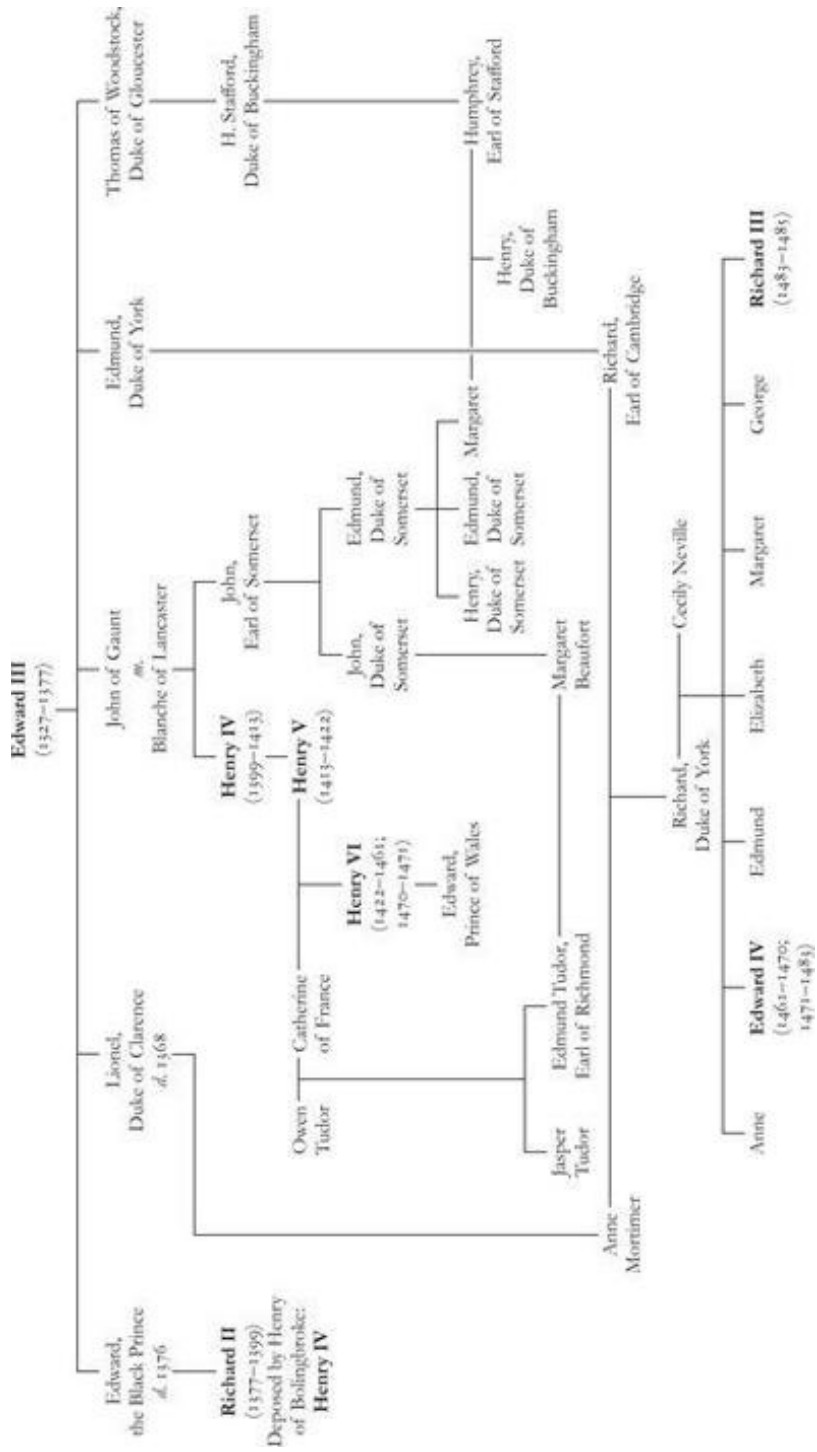 Edward III
(1327–1377)
Edward,
the Black Prince
d. 1376
Lionel,
Duke of Clarence
d. 1368
John of Gaunt
m.
Blanche of Lancaster
Edmund,
Duke of York
Thomas of Woodstock,
Duke of Gloucester
Richard II
(1377–1399)
Deposed by Henry
of Bolingbroke:
Henry IV
Henry IV
(1399–1413)
John,
Earl of Somerset
H. Stafford,
Duke of Buckingham
Owen
Tudor
Catherine
of France
Henry V
(1413–1422)
John,
Duke of
Somerset
Edmund,
Duke of
Somerset
Henry VI
(1422–1461;
1470–1471)
Edward,
Prince of Wales
Henry,
Duke of
Somerset
Edmund,
Duke of
Somerset
Margaret
Humphrey,
Earl of Stafford
Henry,
Duke of
Buckingham
Jasper
Tudor
Edmund Tudor,
Earl of Richmond
Margaret
Beaufort
Anne
Mortimer
Richard,
Earl of Cambridge
Richard,
Duke of York
Cecily Neville
Anne
Edward IV
(1461–1470;
1471–1483)
Edmund
Elizabeth
Margaret
George
Richard III
(1483–1485)